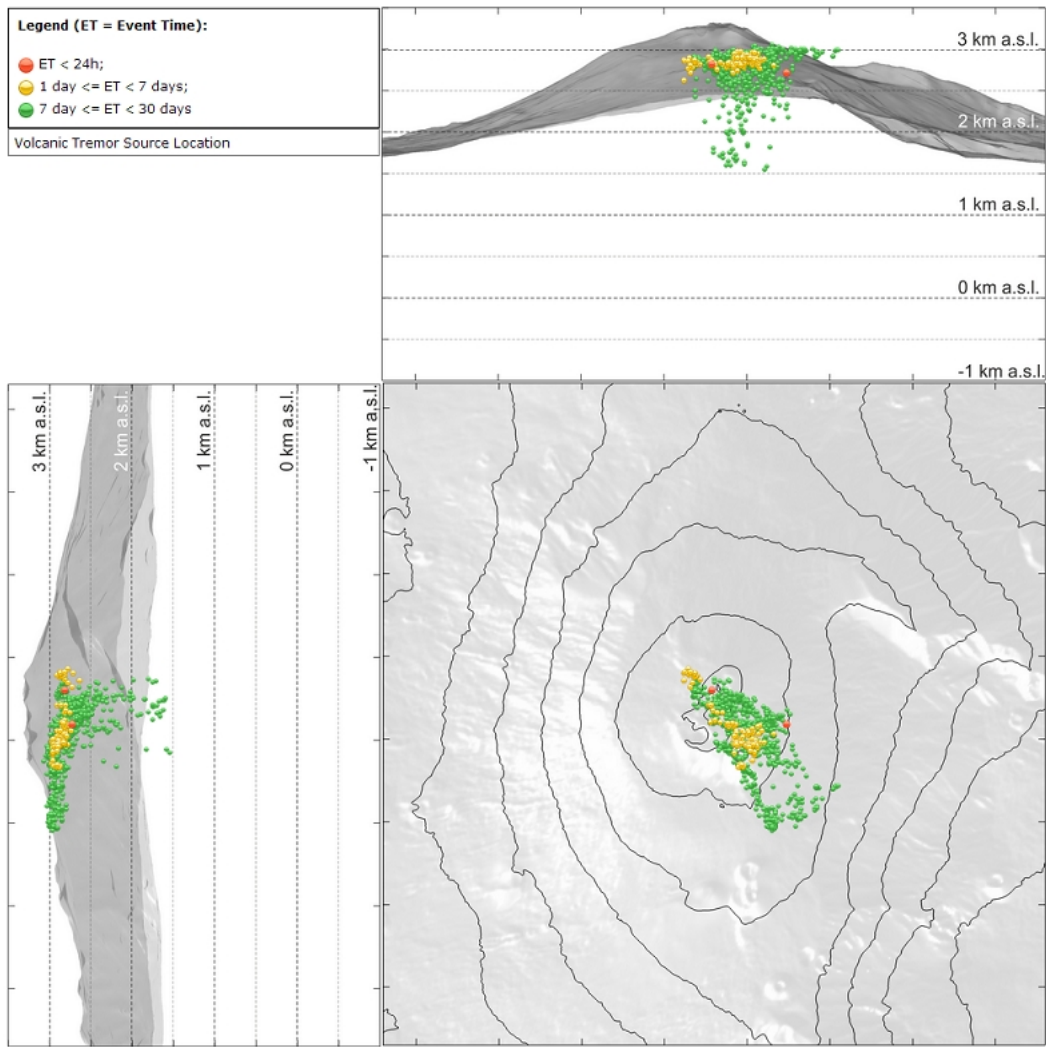 Legend (ET = Event Time):
ET < 24h;
1 day <= ET < 7 days;
7 day <= ET < 30 days
Volcanic Tremor Source Location
3 km a.s.l.
2 km a.s.l.
1 km a.s.l.
0 km a.s.l.
-1 km a.s.l.
3 km a.s.l.
2 km a.s.l.
1 km a.s.l.
0 km a.s.l.
-1 km a.s.l.